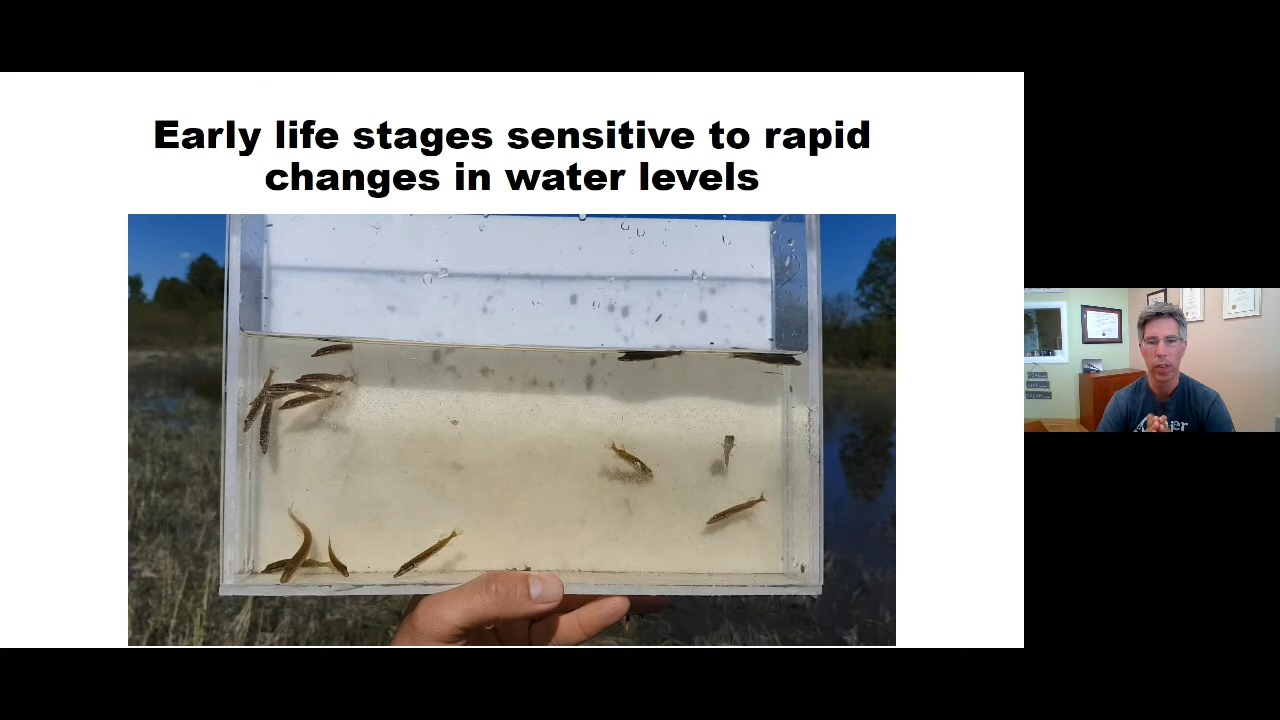 Early life stages sensitive to rapid
changes in water levels